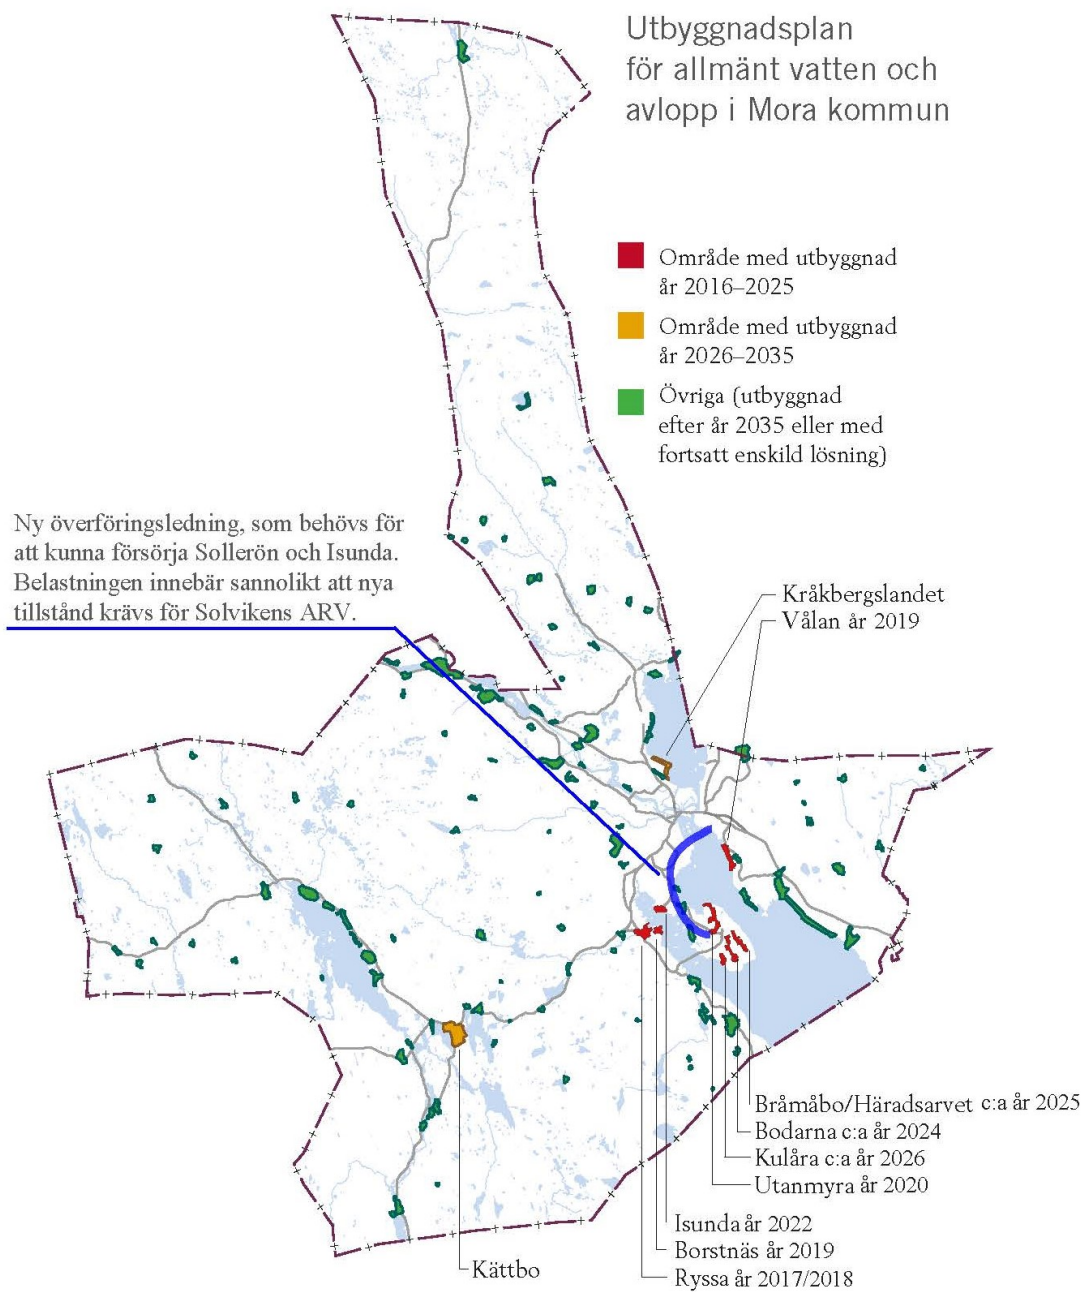 Utbyggnadsplan
för allmänt vatten och
avlopp i Mora kommun
Område med utbyggnad
år 2016–2025
Område med utbyggnad
år 2026–2035
Övriga (utbyggnad
efter år 2035 eller med
fortsatt enskild lösning)
Ny överföringsledning, som behövs för
att kunna försörja Sollerön och Isunda.
Belastningen innebär sannolikt att nya
tillstånd krävs för Solvikens ARV.
Kråkbergslandet
Vålan år 2019
Bråmåbo/Häradsarvet c:a år 2025
Bodarna c:a år 2024
Kulåra c:a år 2026
Utanmyra år 2020
Isunda år 2022
Borstnäs år 2019
Ryssa år 2017/2018
Kättbo